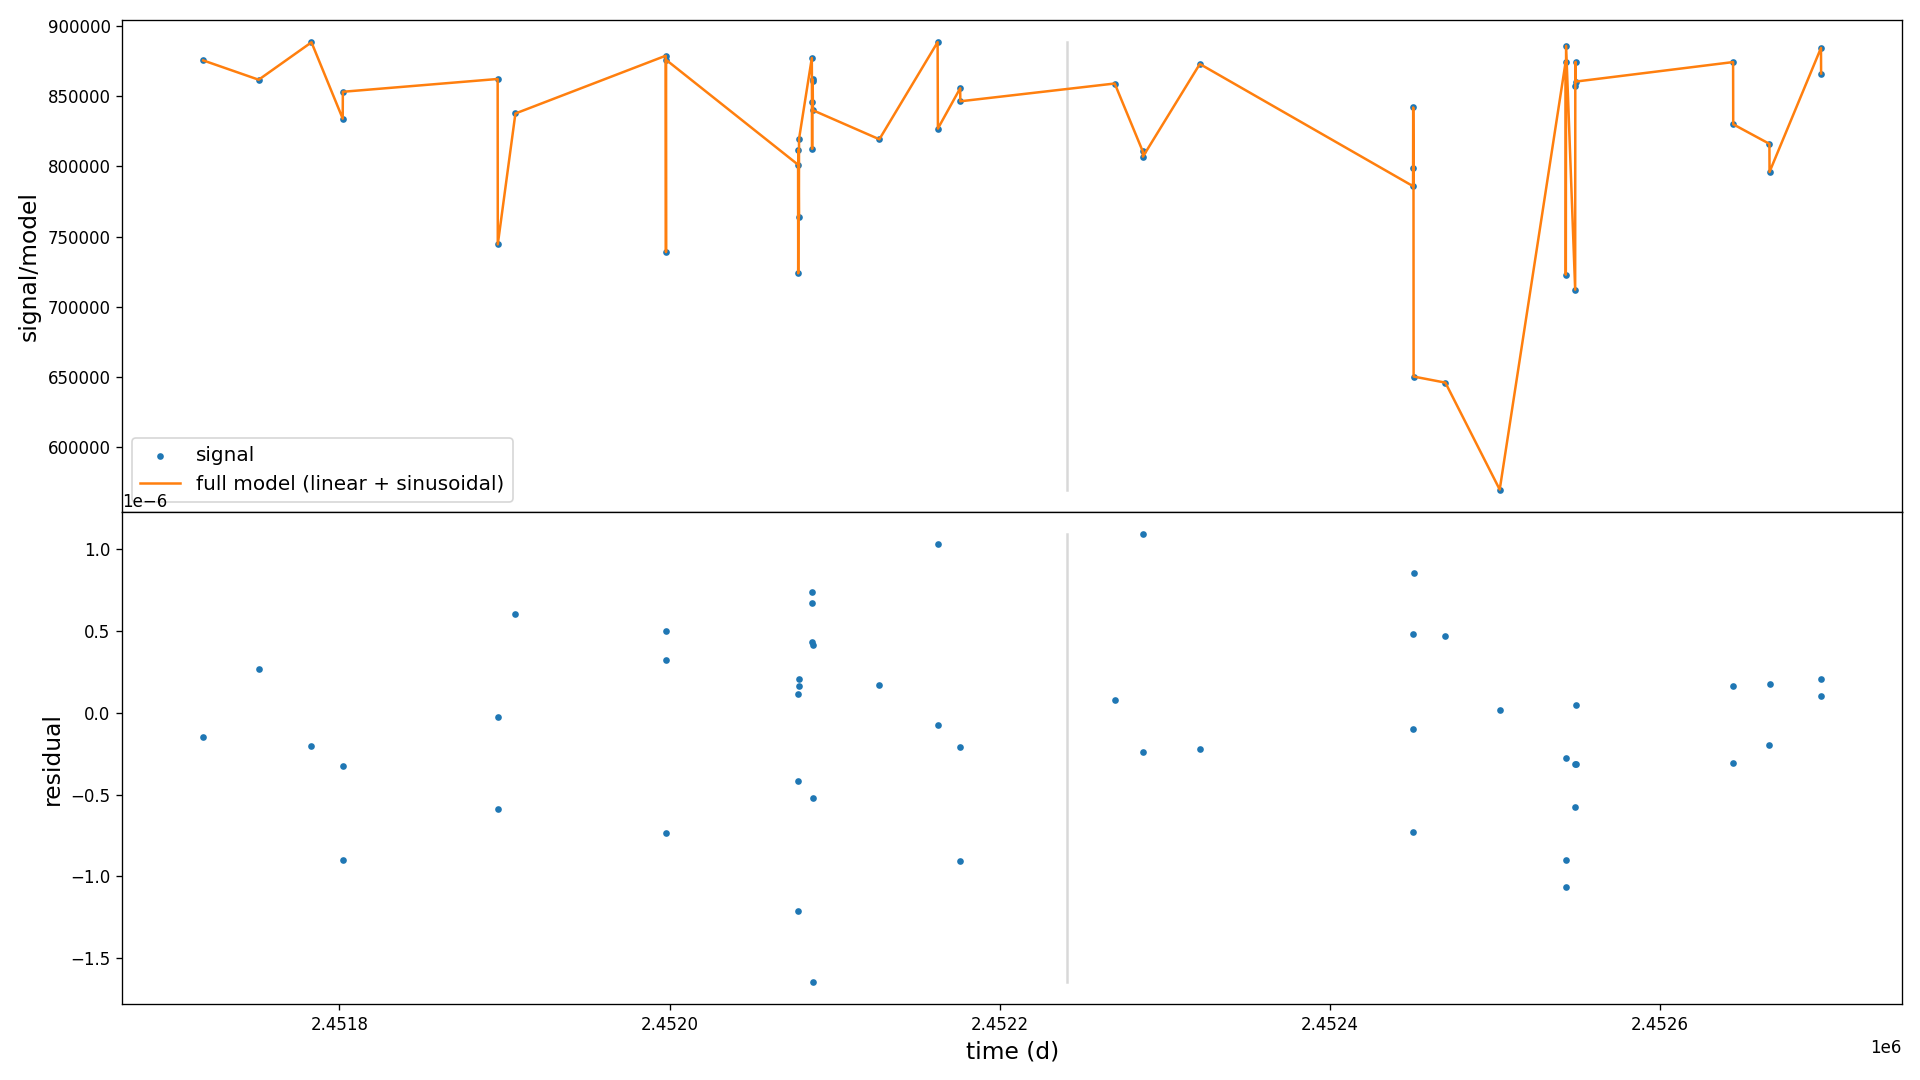 900000
850000
800000
750000
700000
650000
600000
signal/model
signal
full model (linear + sinusoidal)
1e−6
1.0
0.5
0.0
−0.5
−1.0
−1.5
residual
2.4518
2.4520
2.4522
2.4524
2.4526
1e6
time (d)